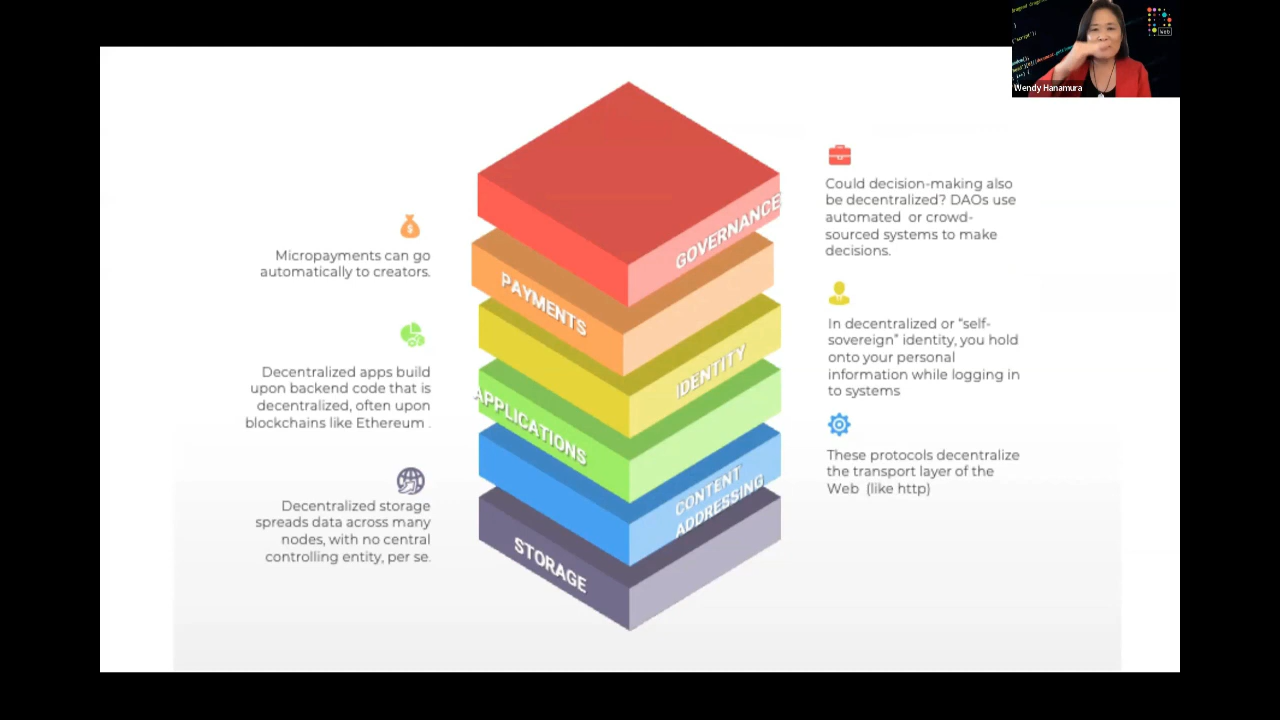 Wendy Hanamura
Web
GOVERNANCE
Could decision-making also
be decentralized? DAOs use
automated or crowd-
sourced systems to make
decisions.
PAYMENTS
Micropayments can go
automatically to creators.
IDENTITY
In decentralized or "self-
sovereign" identity, you hold
onto your personal
information while logging in
to systems
APPLICATIONS
Decentralized apps build
upon backend code that is
decentralized, often upon
blockchains like Ethereum .
CONTENT
ADDRESSING
These protocols decentralize
the transport layer of the
Web (like http)
STORAGE
Decentralized storage
spreads data across many
nodes, with no central
controlling entity, per se.